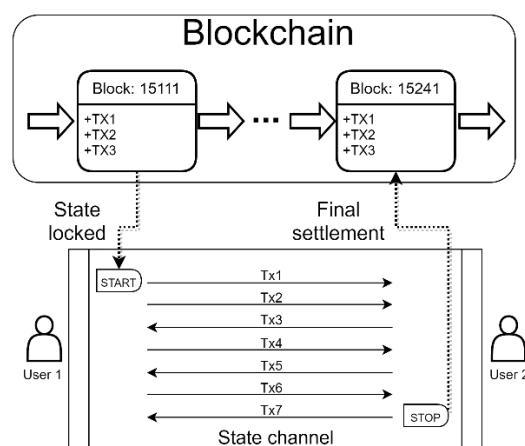 Blockchain
Block: 15111
+TX1
+TX2
+TX3
...
Block: 15241
+TX1
+TX2
+TX3
State
locked
Final
settlement
START
Tx1
Tx2
Tx3
Tx4
Tx5
Tx6
Tx7
STOP
User 1
User 2
State channel